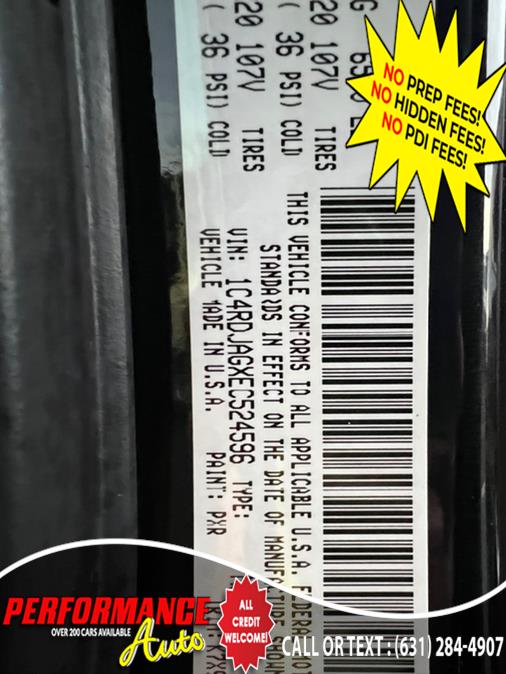 NO PREP FEES!
NO HIDDEN FEES!
NO PDI FEES!
20 107V TIRES
( 36 PSI) COLD
20 107V TIRES
( 36 PSI) COLD
THIS VEHICLE CONFORMS TO ALL APPLICABLE U.S.A.
STANDARDS IN EFFECT ON THE DATE OF
VIN: 1C4RDJAGXEC524596 TYPE:
VEHICLE MADE IN U.S.A. PAINT: PXR
PERFORMANCE
OVER 200 CARS AVAILABLE
Auto
ALL
CREDIT
WELCOME!
CALL OR TEXT : (631) 284-4907